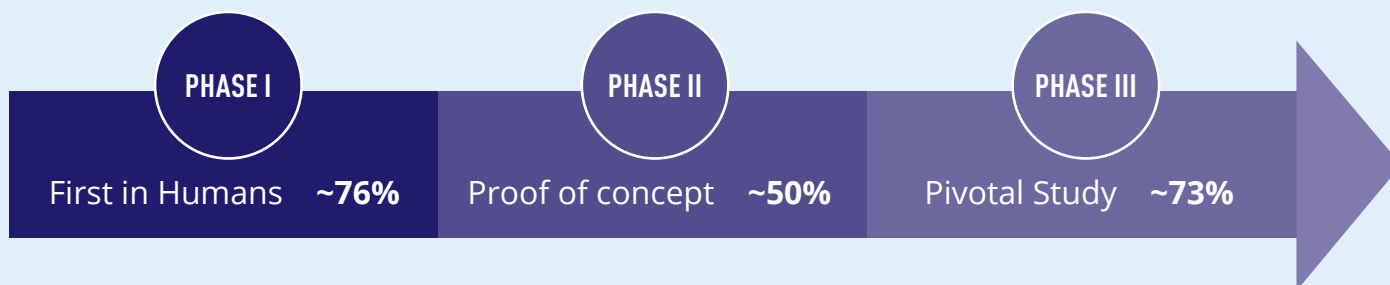 PHASE I
First in Humans ~76%
PHASE II
Proof of concept ~50%
PHASE III
Pivotal Study ~73%